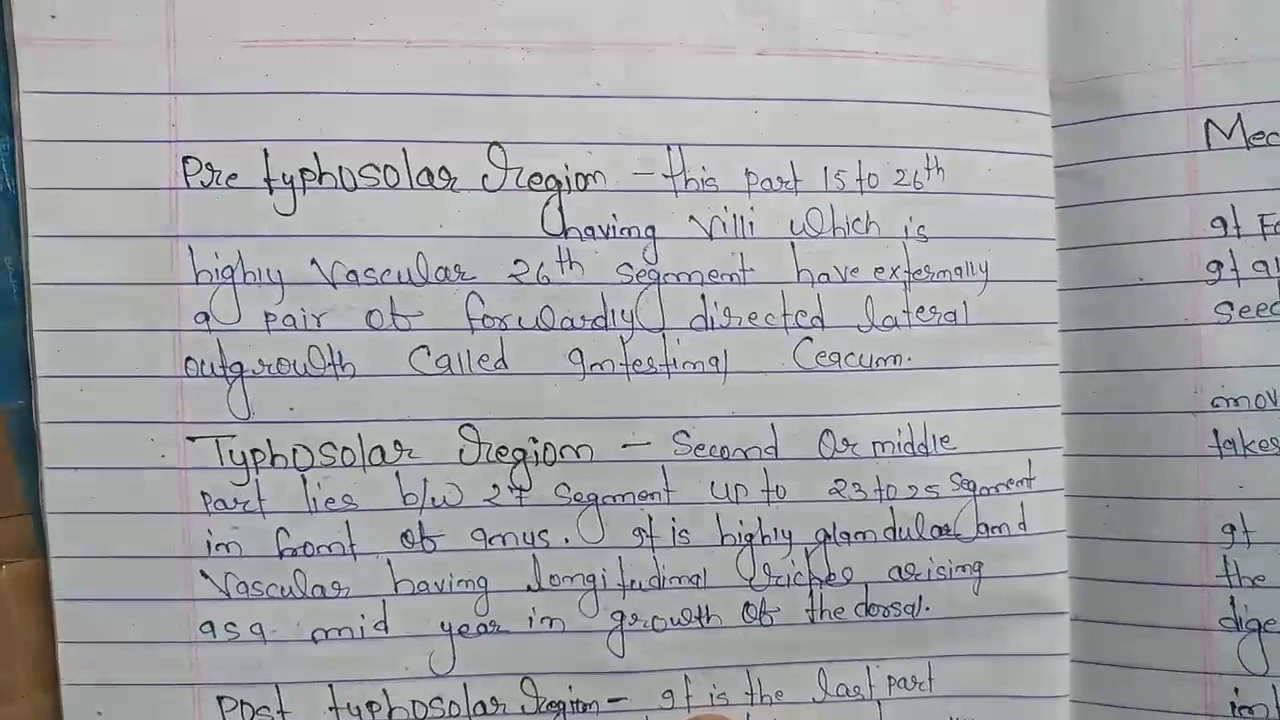 Pre typhosolar Region - this part 15 to 26th
having villi which is
highly vascular 26th segment have externally
a pair of forwardly directed lateral
outgrowth called Intestinal Ceacum.
Typhosolar Region - Second Or middle
part lies b/w 27 segment up to 23 to 25 segment
in front of anus. It is highly glandular and
Vascular having longitudinal riches arising
as a mid year in growth of the dorsal.
Post typhosolar Region - It is the last part
Mec
It
It
seed
mov
takes
It
the
dige